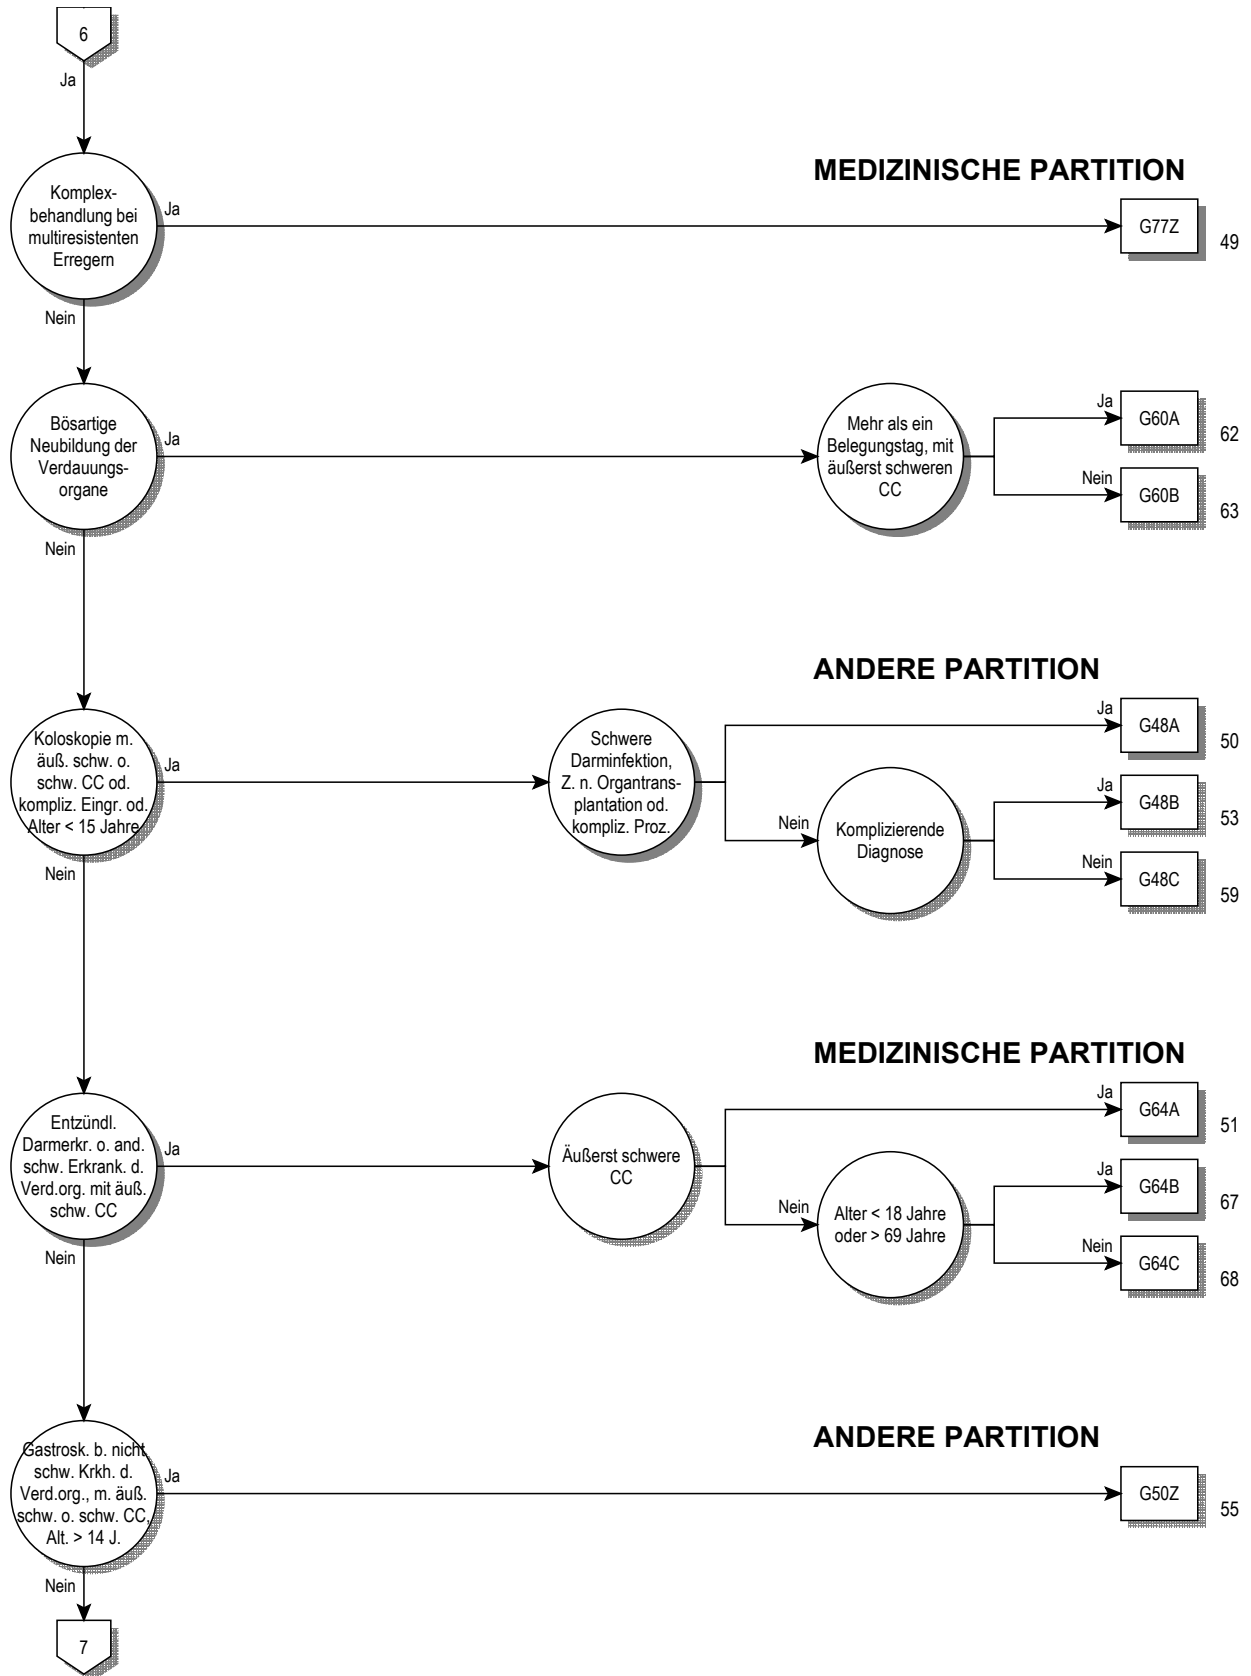 6
Ja
MEDIZINISCHE PARTITION
Komplex-
behandlung bei
multiresistenten
Erregern
Ja
G77Z
49
Nein
Bösartige
Neubildung der
Verdauungs-
organe
Ja
Mehr als ein
Belegungstag, mit
äußerst schweren
CC
Ja
G60A
62
Nein
G60B
63
Nein
ANDERE PARTITION
Koloskopie m.
äuß. schw. o.
schw. CC od.
kompliz. Eingr. od.
Alter < 15 Jahre
Ja
Schwere
Darminfektion,
Z. n. Organtrans-
plantation od.
kompliz. Proz.
Ja
G48A
50
Nein
Komplizierende
Diagnose
Ja
G48B
53
Nein
G48C
59
Nein
MEDIZINISCHE PARTITION
Entzündl.
Darmerkr. o. and.
schw. Erkrank. d.
Verd.org. mit äuß.
schw. CC
Ja
Äußerst schwere
CC
Ja
G64A
51
Nein
Alter < 18 Jahre
oder > 69 Jahre
Ja
G64B
67
Nein
G64C
68
Nein
ANDERE PARTITION
Gastrosk. b. nicht
schw. Krkh. d.
Verd.org., m. äuß.
schw. o. schw. CC,
Alt. > 14 J.
Ja
G50Z
55
Nein
7